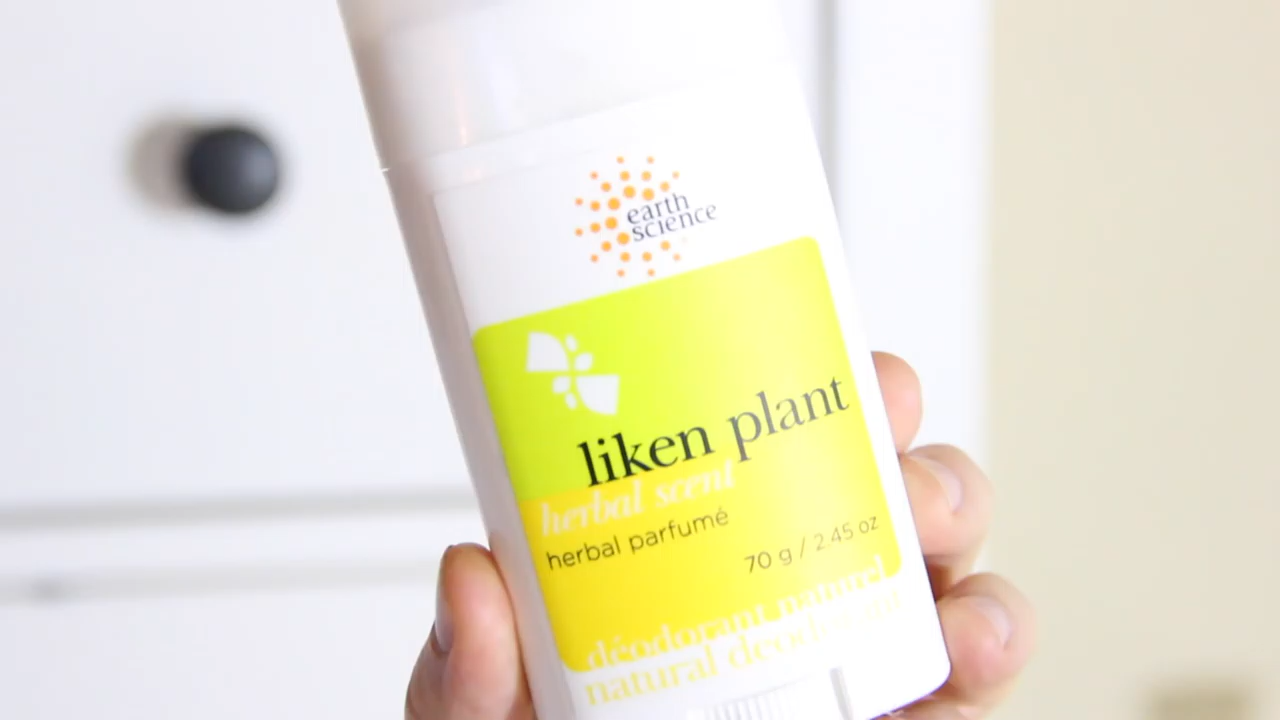 earth
science
liken plant
herbal scent
herbal parfumé
70 g / 2.45 oz
déodorant naturel
natural deodorant